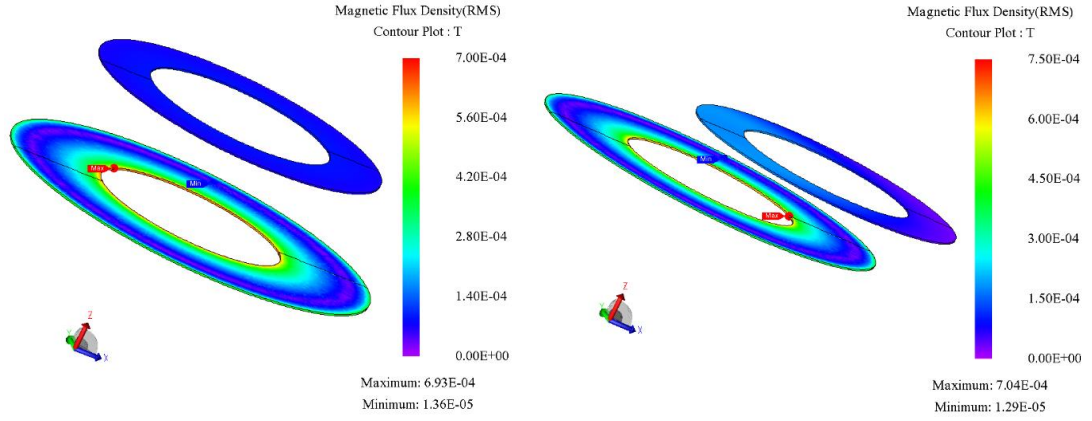 Magnetic Flux Density(RMS)
Contour Plot : T
7.00E-04
5.60E-04
4.20E-04
2.80E-04
1.40E-04
0.00E+00
Maximum: 6.93E-04
Minimum: 1.36E-05
Max
Min
Z
Y
X
Magnetic Flux Density(RMS)
Contour Plot : T
7.50E-04
6.00E-04
4.50E-04
3.00E-04
1.50E-04
0.00E+00
Maximum: 7.04E-04
Minimum: 1.29E-05
Min
Max
Z
Y
X